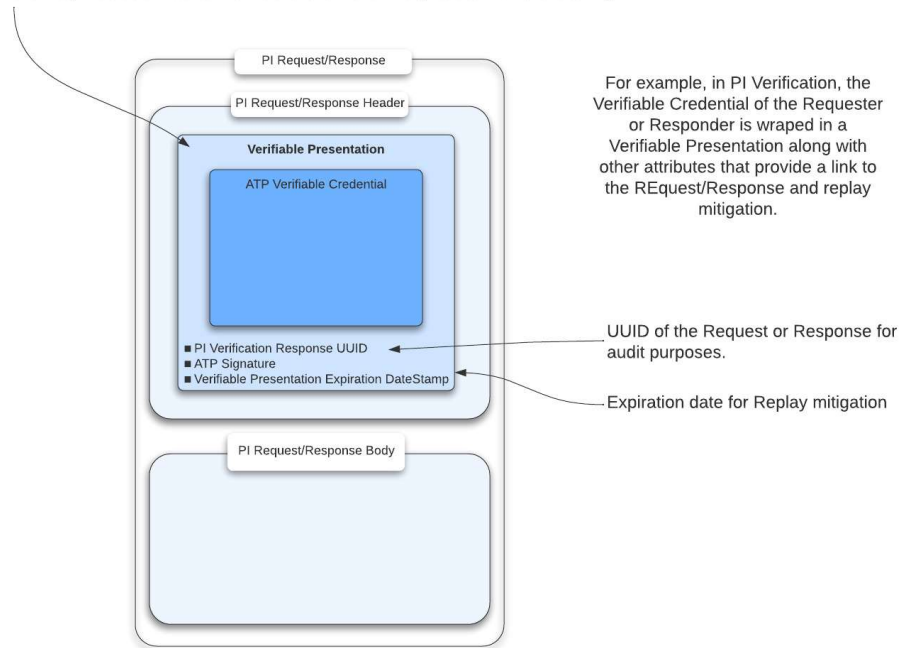 PI Request/Response
PI Request/Response Header
Verifiable Presentation
ATP Verifiable Credential
■ PI Verification Response UUID
■ ATP Signature
■ Verifiable Presentation Expiration DateStamp
PI Request/Response Body
For example, in PI Verification, the
Verifiable Credential of the Requester
or Responder is wraped in a
Verifiable Presentation along with
other attributes that provide a link to
the REquest/Response and replay
mitigation.
UUID of the Request or Response for
audit purposes.
Expiration date for Replay mitigation